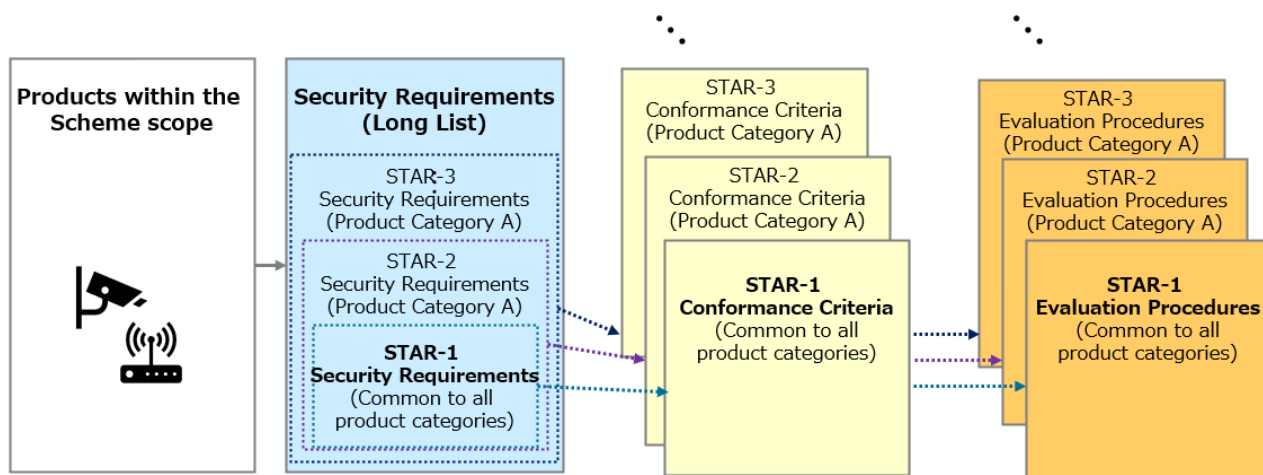 Products within the
Scheme scope
Security Requirements
(Long List)
STAR-3
Security Requirements
(Product Category A)
STAR-2
Security Requirements
(Product Category A)
STAR-1
Security Requirements
(Common to all
product categories)
STAR-3
Conformance Criteria
(Product Category A)
STAR-2
Conformance Criteria
(Product Category A)
STAR-1
Conformance Criteria
(Common to all
product categories)
STAR-3
Evaluation Procedures
(Product Category A)
STAR-2
Evaluation Procedures
(Product Category A)
STAR-1
Evaluation Procedures
(Common to all
product categories)